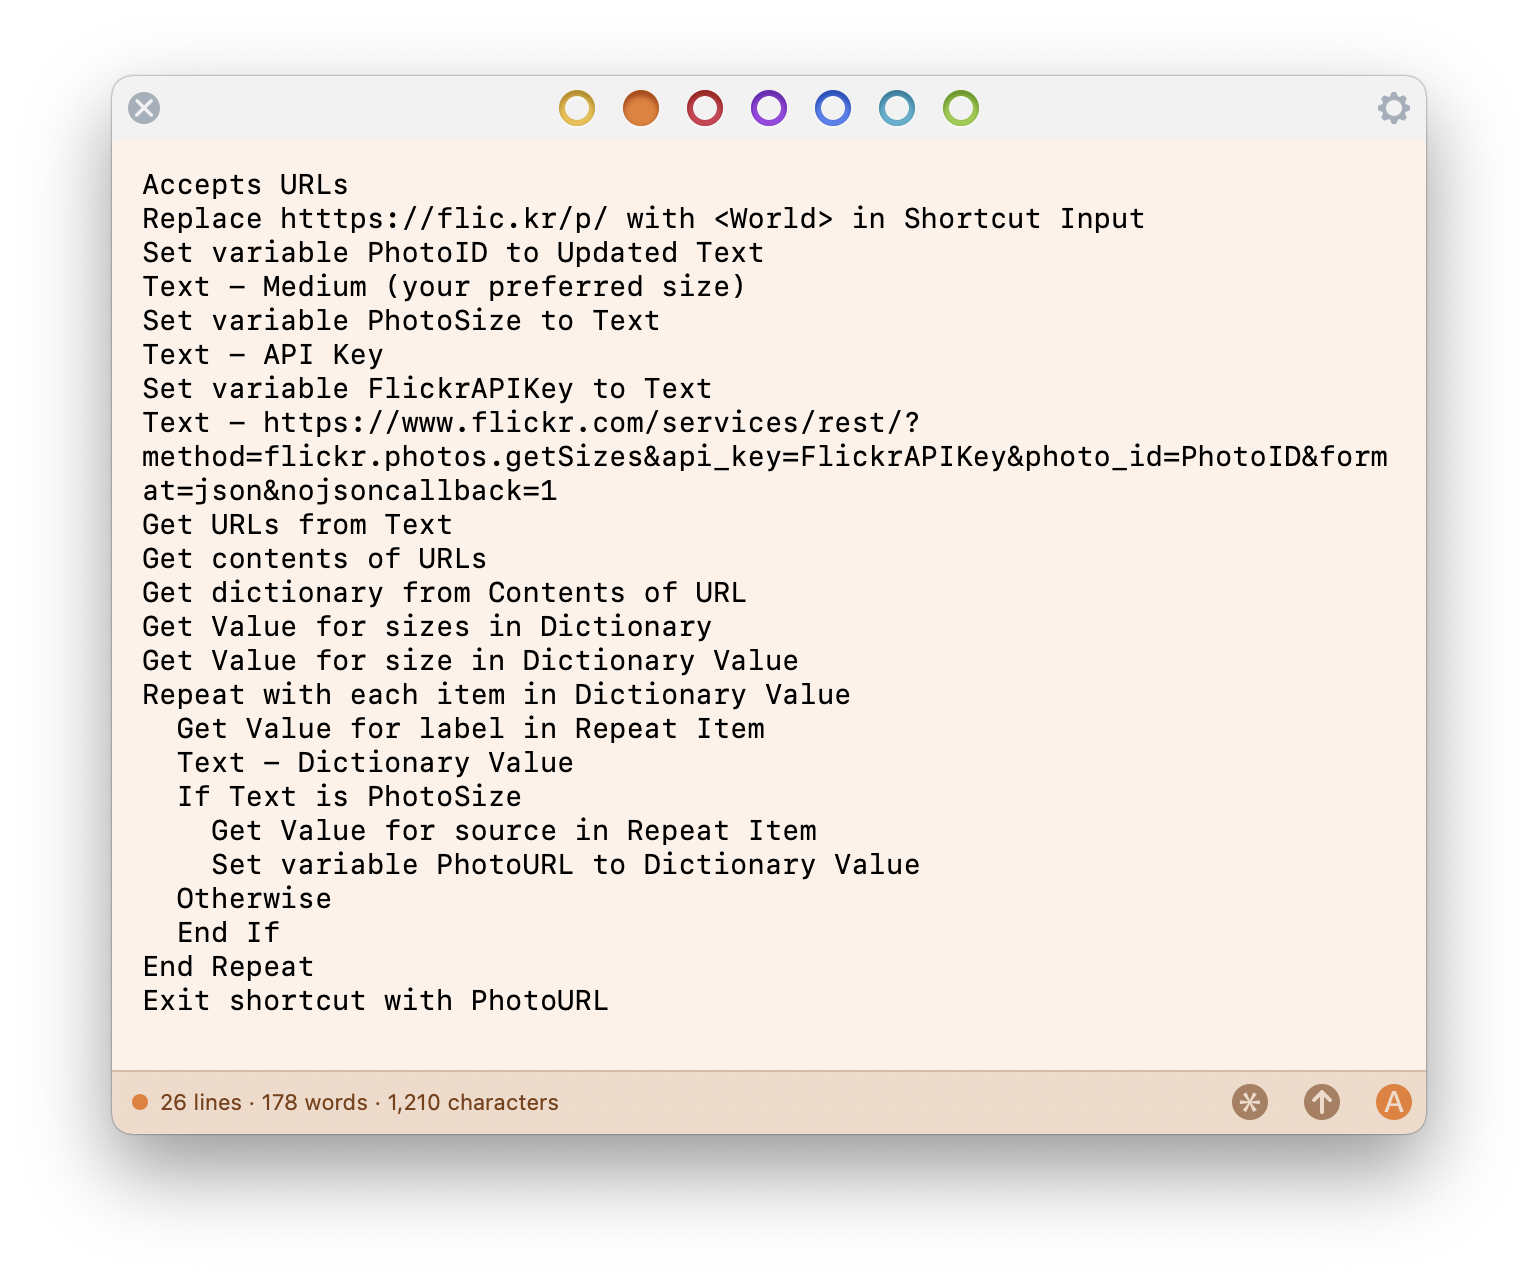 Accepts URLs
Replace htttps://flic.kr/p/ with <World> in Shortcut Input
Set variable PhotoID to Updated Text
Text – Medium (your preferred size)
Set variable PhotoSize to Text
Text – API Key
Set variable FlickrAPIKey to Text
Text – https://www.flickr.com/services/rest/?
method=flickr.photos.getSizes&api_key=FlickrAPIKey&photo_id=PhotoID&form
at=json&nojsoncallback=1
Get URLs from Text
Get contents of URLs
Get dictionary from Contents of URL
Get Value for sizes in Dictionary
Get Value for size in Dictionary Value
Repeat with each item in Dictionary Value
  Get Value for label in Repeat Item
  Text – Dictionary Value
  If Text is PhotoSize
    Get Value for source in Repeat Item
    Set variable PhotoURL to Dictionary Value
  Otherwise
  End If
End Repeat
Exit shortcut with PhotoURL
26 lines · 178 words · 1,210 characters
A